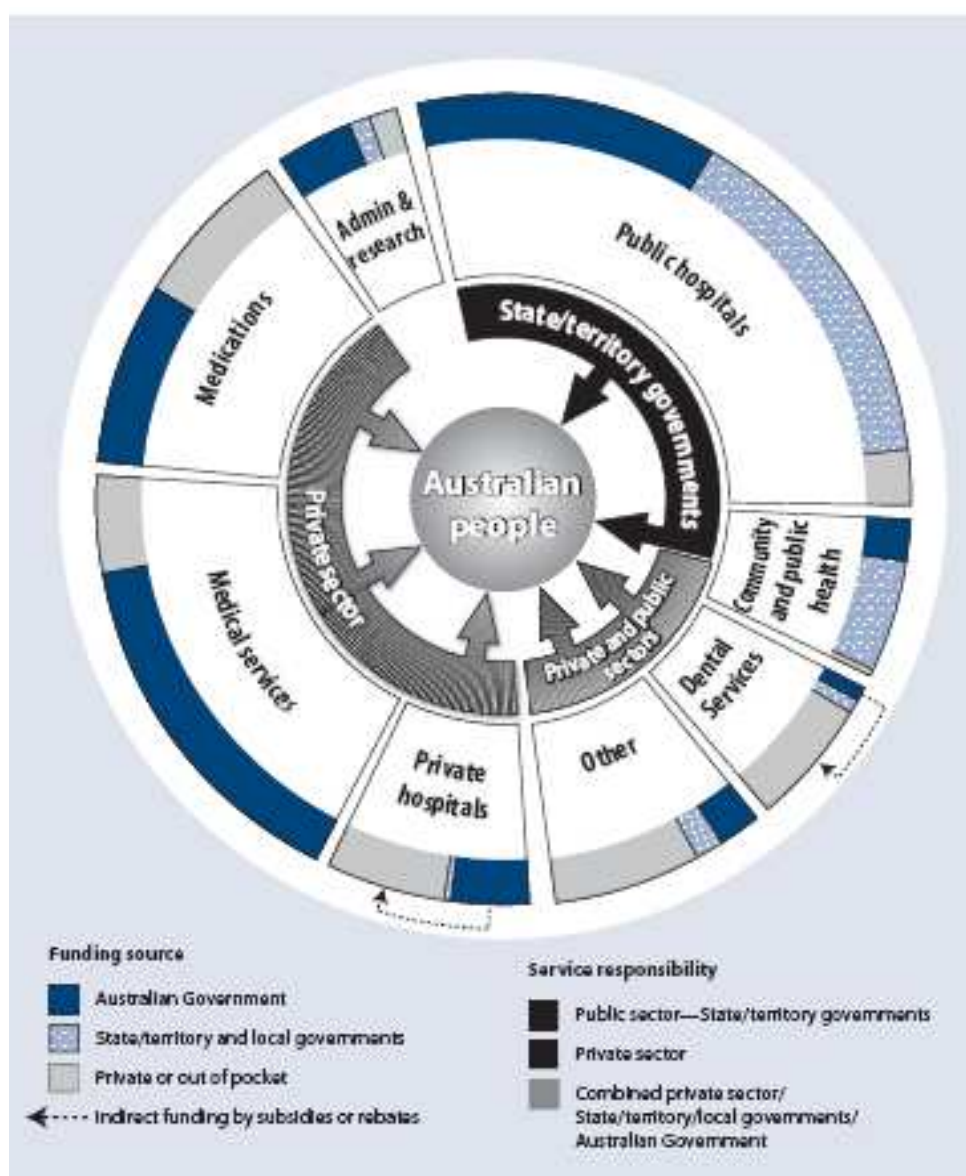 Admin &
research
Public hospitals
Medications
State/territory governments
Australian
people
Private sector
Medical services
Community
and public
health
Private and public
sectors
Dental
Services
Other
Private
hospitals
Funding source
Australian Government
State/territory and local governments
Private or out of pocket
Indirect funding by subsidies or rebates
Service responsibility
Public sector—State/territory governments
Private sector
Combined private sector/
State/territory/local governments/
Australian Government